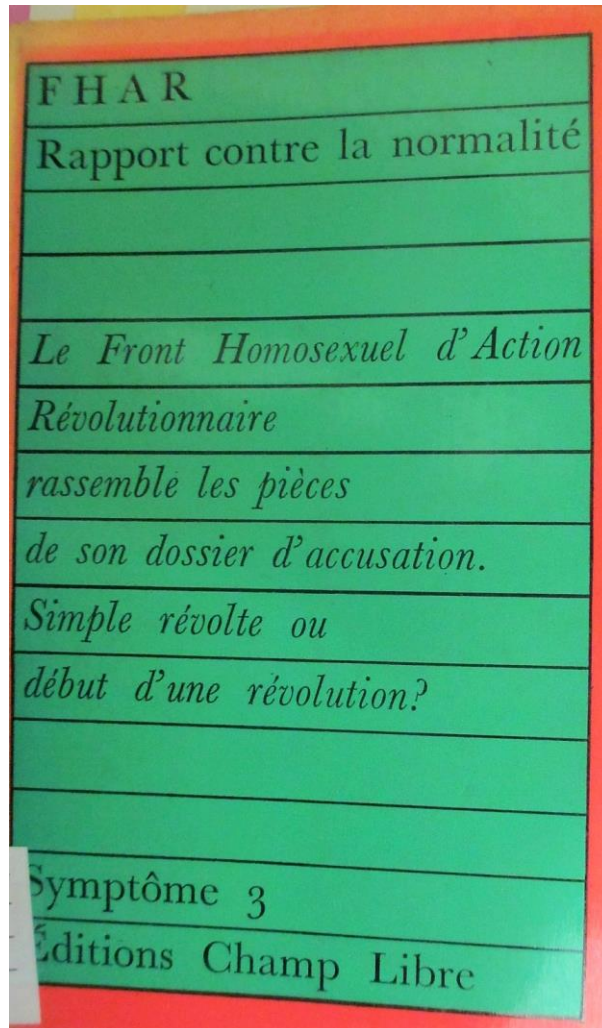 FHAR
Rapport contre la normalité
Le Front Homosexuel d'Action
Révolutionnaire
rassemble les pièces
de son dossier d'accusation.
Simple révolte ou
début d'une révolution?
Symptôme 3
Éditions Champ Libre